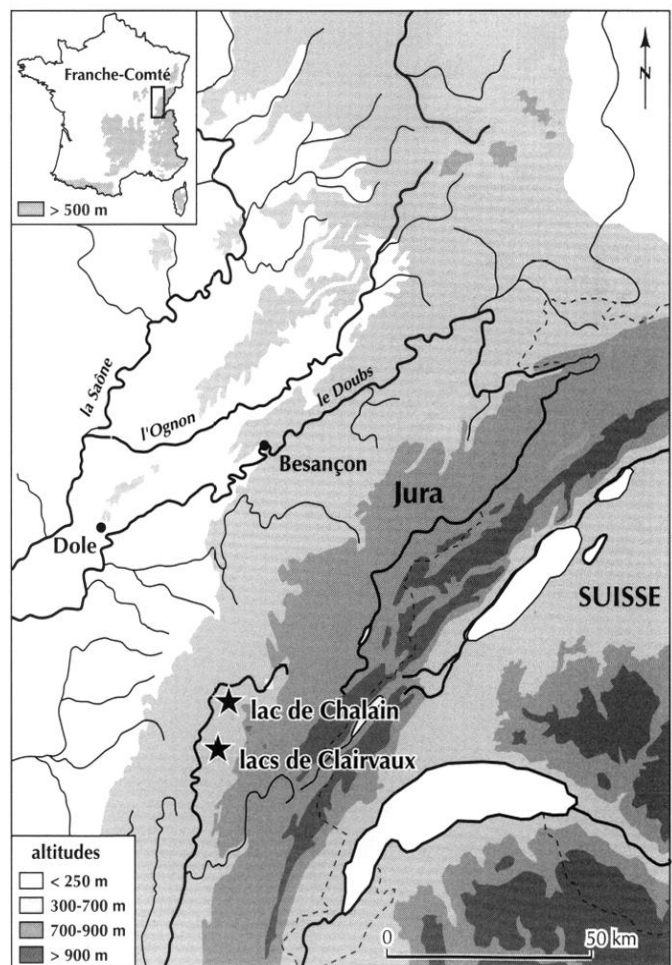 Franche-Comté
> 500 m
N
la Saône
l'Ognon
le Doubs
Besançon
Jura
Dole
SUISSE
lac de Chalain
lacs de Clairvaux
altitudes
< 250 m
300-700 m
700-900 m
> 900 m
0 50 km